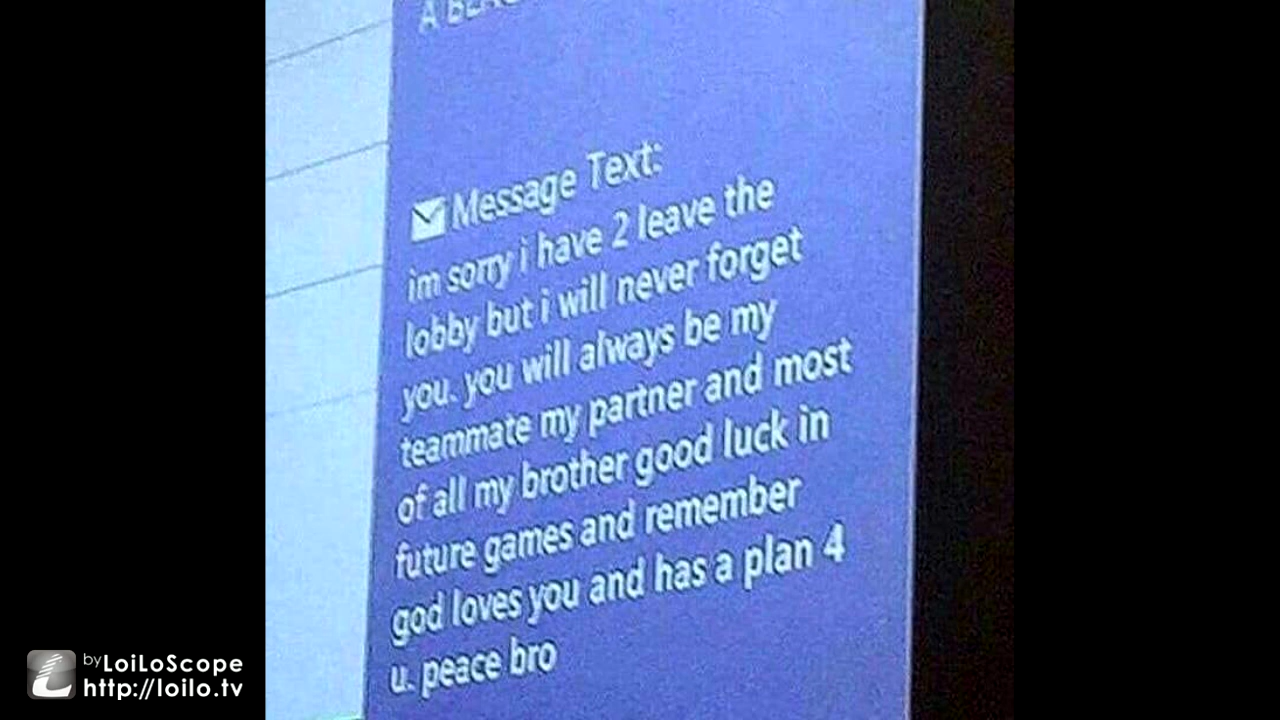 Message Text:
im sorry i have 2 leave the
lobby but i will never forget
you. you will always be my
teammate my partner and most
of all my brother good luck in
future games and remember
god loves you and has a plan 4
u. peace bro
by LoiLoScope
http://loilo.tv